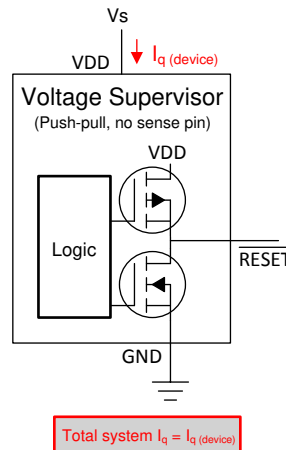 Vs
VDD
Iq (device)
Voltage Supervisor
(Push-pull, no sense pin)
VDD
Logic
RESET
GND
Total system Iq = Iq (device)